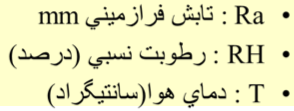 • Ra : تابش فرازميني mm
• RH : رطوبت نسبي (درصد)
• T : دماي هوا(سانتيگراد)